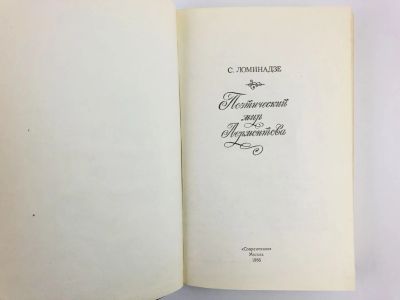 С. ЛОМИНАДЗЕ
Поэтический
мир
Лермонтова
«Современник»
Москва
1985